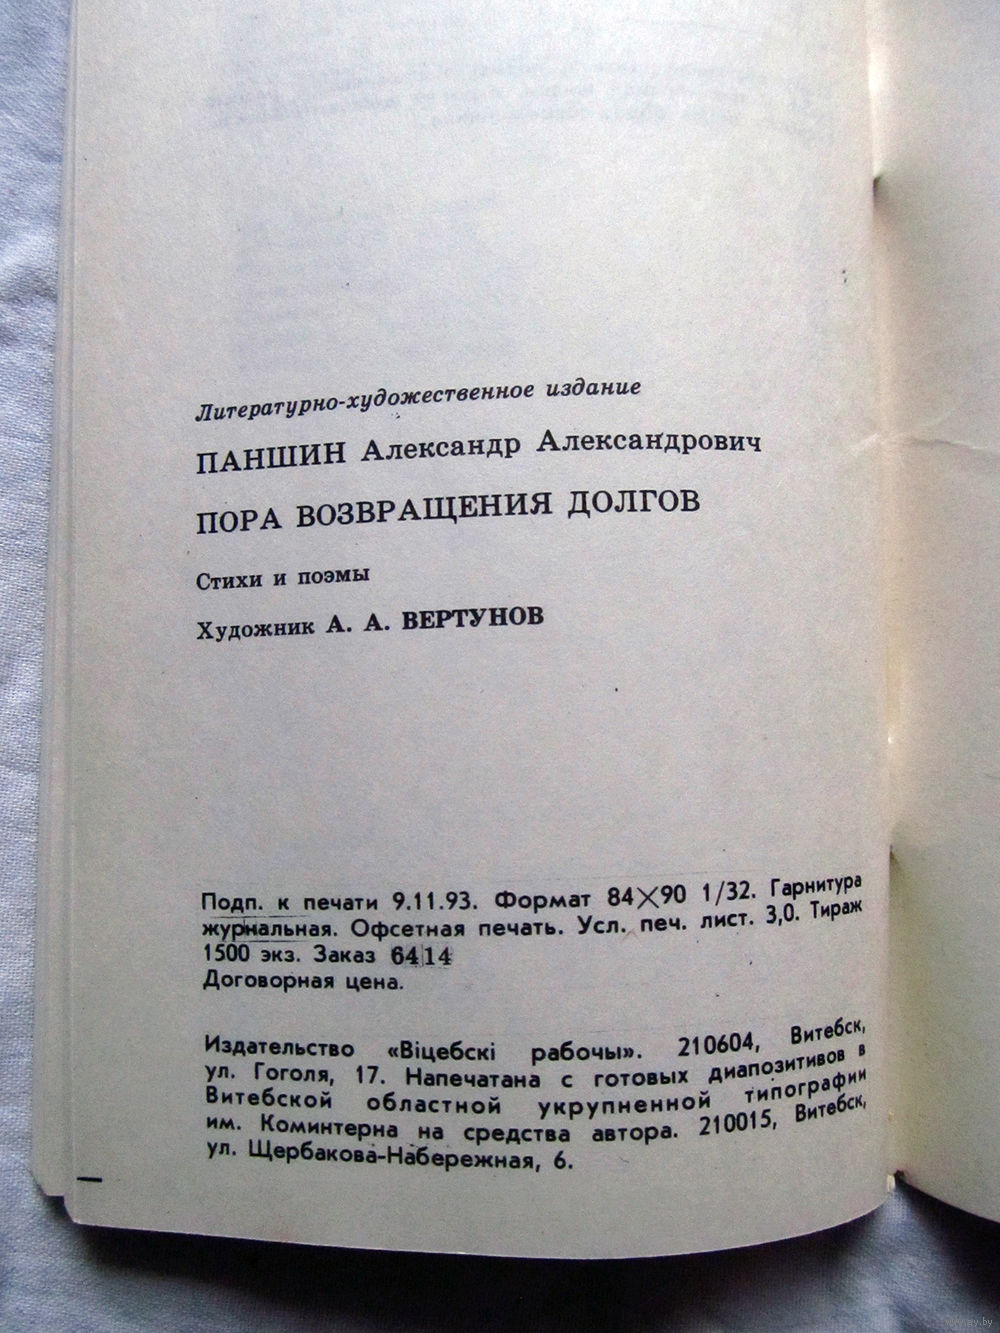 Литературно-художественное издание
ПАНШИН Александр Александрович
ПОРА ВОЗВРАЩЕНИЯ ДОЛГОВ
Стихи и поэмы
Художник А. А. ВЕРТУНОВ
Подп. к печати 9.11.93. Формат 84×90 1/32. Гарнитура
журнальная. Офсетная печать. Усл. печ. лист. 3,0. Тираж
1500 экз. Заказ 6414
Договорная цена.
Издательство «Віцебскі рабочы». 210604, Витебск,
ул. Гоголя, 17. Напечатана с готовых диапозитивов в
Витебской областной укрупненной типографии
им. Коминтерна на средства автора. 210015, Витебск,
ул. Щербакова-Набережная, 6.